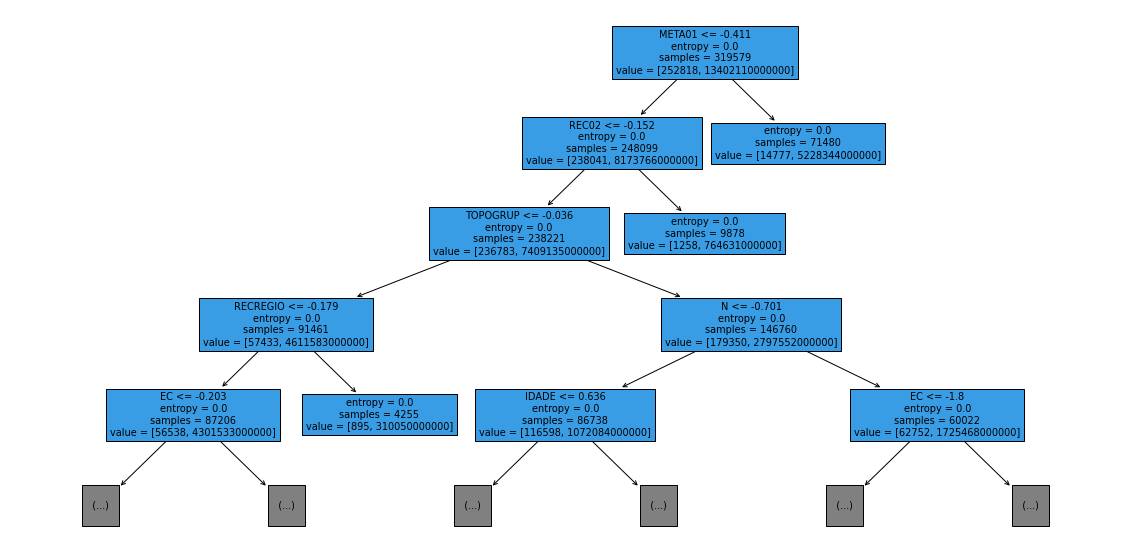 META01 <= -0.411
entropy = 0.0
samples = 319579
value = [252818, 13402110000000]
REC02 <= -0.152
entropy = 0.0
samples = 248099
value = [238041, 8173766000000]
entropy = 0.0
samples = 71480
value = [14777, 5228344000000]
TOPOGRUP <= -0.036
entropy = 0.0
samples = 238221
value = [236783, 7409135000000]
entropy = 0.0
samples = 9878
value = [1258, 764631000000]
RECREGIO <= -0.179
entropy = 0.0
samples = 91461
value = [57433, 4611583000000]
N <= -0.701
entropy = 0.0
samples = 146760
value = [179350, 2797552000000]
EC <= -0.203
entropy = 0.0
samples = 87206
value = [56538, 4301533000000]
entropy = 0.0
samples = 4255
value = [895, 310050000000]
IDADE <= 0.636
entropy = 0.0
samples = 86738
value = [116598, 1072084000000]
EC <= -1.8
entropy = 0.0
samples = 60022
value = [62752, 1725468000000]
(...)
(...)
(...)
(...)
(...)
(...)